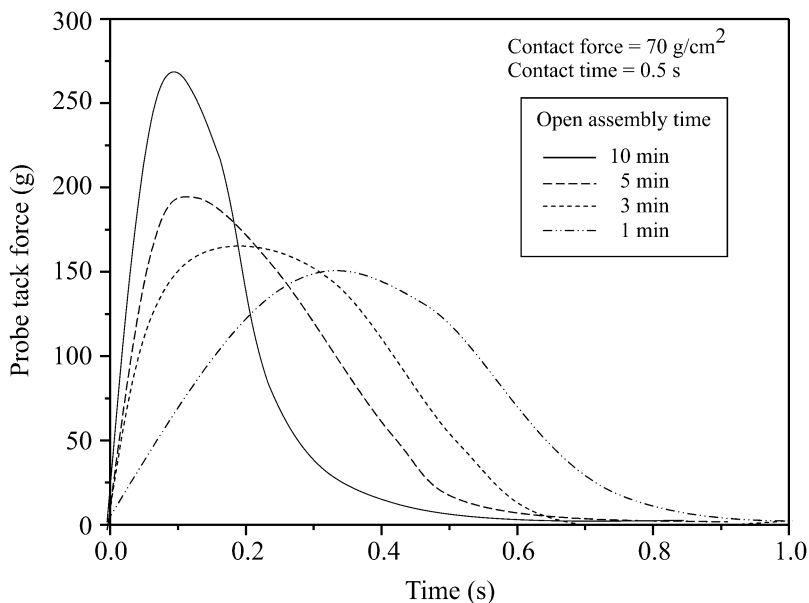 300
250
200
150
100
50
0
Probe tack force (g)
Contact force = 70 g/cm2
Contact time = 0.5 s
Open assembly time
10 min
5 min
3 min
1 min
0.0 0.2 0.4 0.6 0.8 1.0
Time (s)